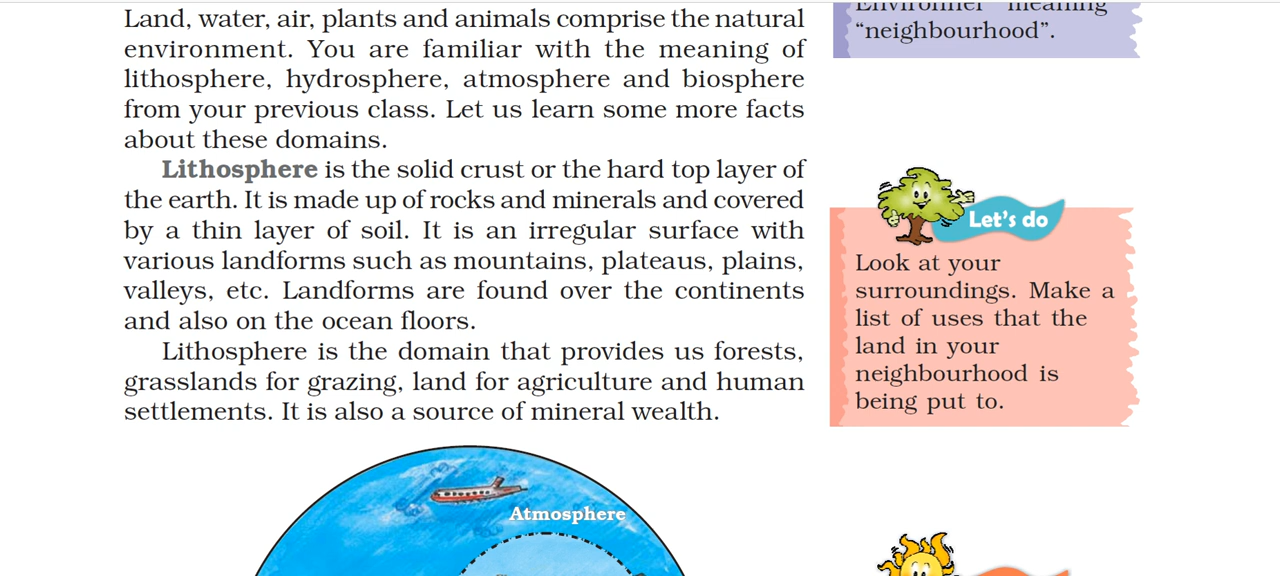 Land, water, air, plants and animals comprise the natural
environment. You are familiar with the meaning of
lithosphere, hydrosphere, atmosphere and biosphere
from your previous class. Let us learn some more facts
about these domains.
Lithosphere is the solid crust or the hard top layer of
the earth. It is made up of rocks and minerals and covered
by a thin layer of soil. It is an irregular surface with
various landforms such as mountains, plateaus, plains,
valleys, etc. Landforms are found over the continents
and also on the ocean floors.
Lithosphere is the domain that provides us forests,
grasslands for grazing, land for agriculture and human
settlements. It is also a source of mineral wealth.
Atmosphere
meaning
“neighbourhood”.
Let's do
Look at your
surroundings. Make a
list of uses that the
land in your
neighbourhood is
being put to.